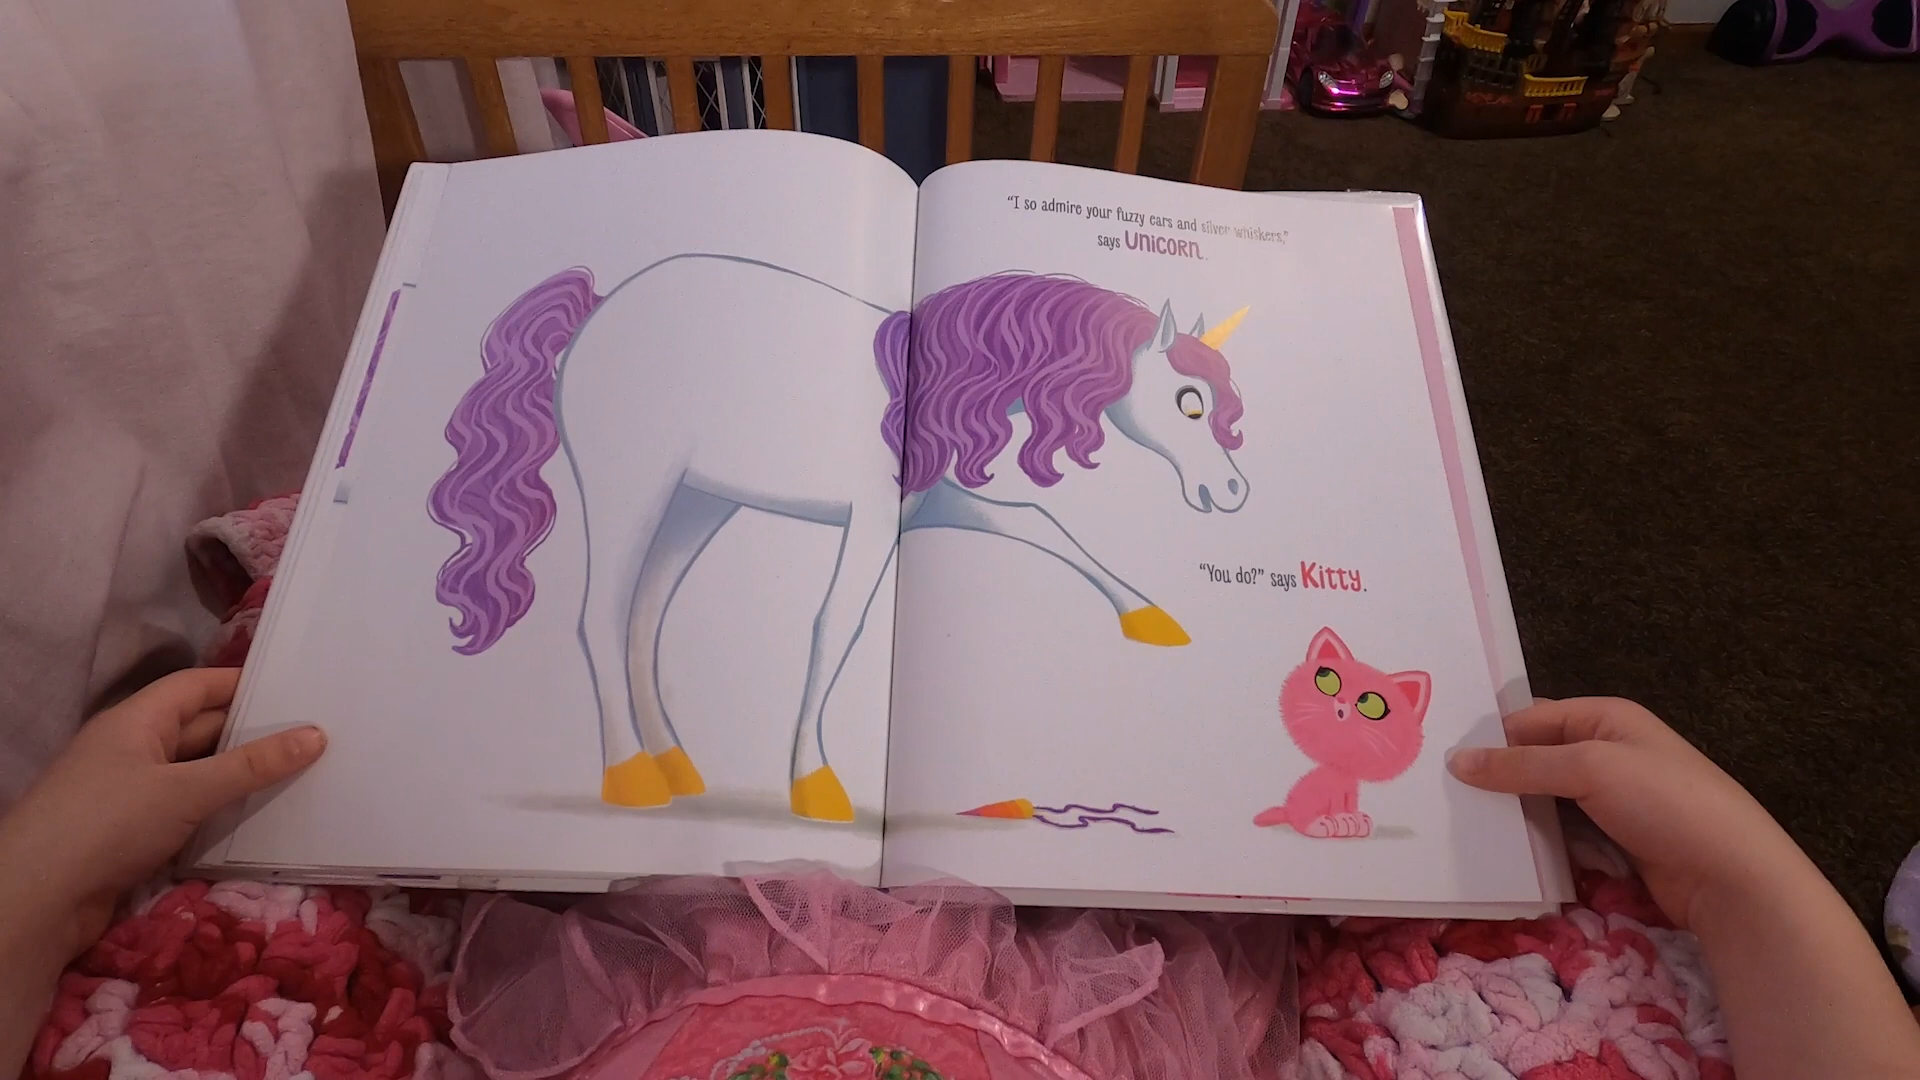 “I so admire your fuzzy ears and silver whiskers,”
says Unicorn.
“You do?” says Kitty.